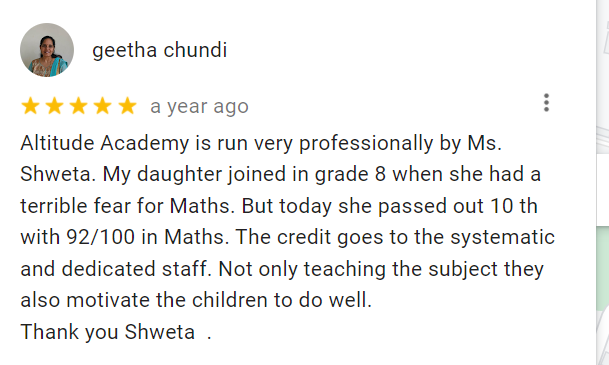 geetha chundi
a year ago
Altitude Academy is run very professionally by Ms.
Shweta. My daughter joined in grade 8 when she had a
terrible fear for Maths. But today she passed out 10 th
with 92/100 in Maths. The credit goes to the systematic
and dedicated staff. Not only teaching the subject they
also motivate the children to do well.
Thank you Shweta  .